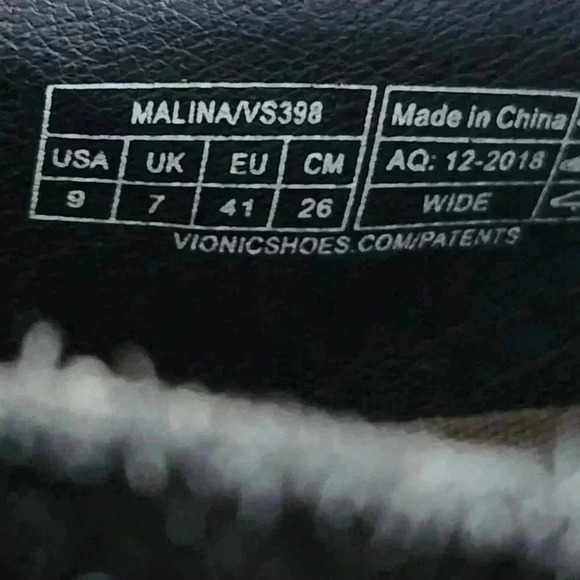 MALINA/VS398
USA UK EU CM
9 7 41 26
Made in China
AQ: 12-2018
WIDE
VIONICSHOES.COM/PATENTS